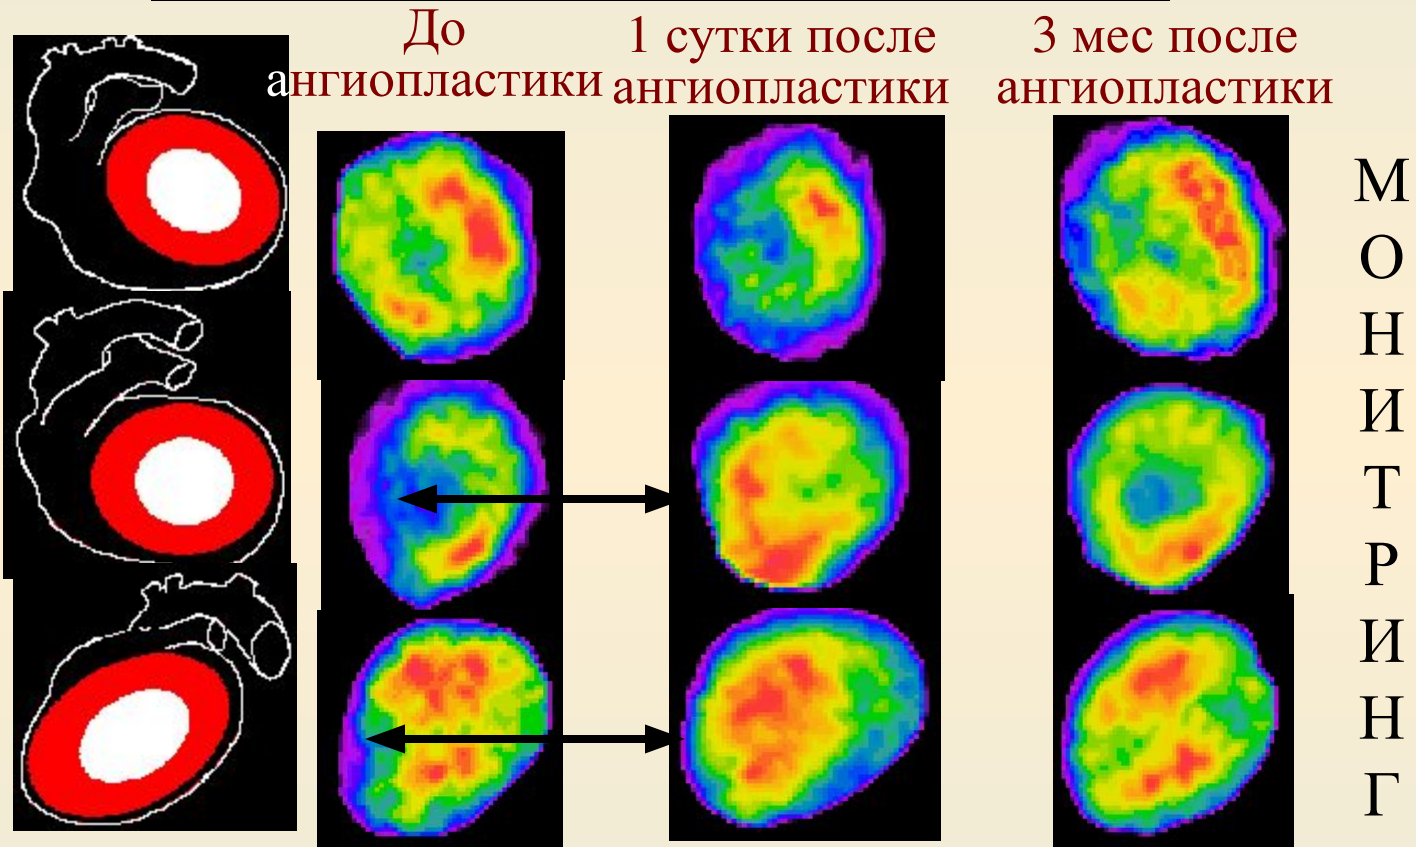 До
ангиопластики
1 сутки после
ангиопластики
3 мес после
ангиопластики
М
О
Н
И
Т
Р
И
Н
Г